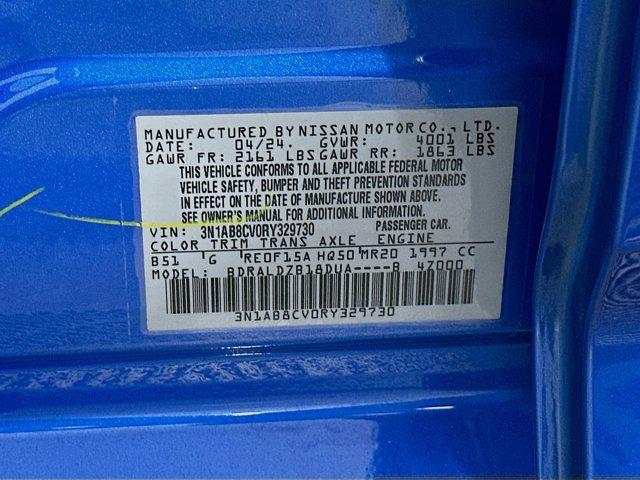 MANUFACTURED BY NISSAN MOTOR CO., LTD.
DATE: 04/24. GVWR: 4001 LBS
GAWR FR: 2161 LBS GAWR RR: 1863 LBS
THIS VEHICLE CONFORMS TO ALL APPLICABLE FEDERAL MOTOR
VEHICLE SAFETY, BUMPER AND THEFT PREVENTION STANDARDS
IN EFFECT ON THE DATE OF MANUFACTURE SHOWN ABOVE.
SEE OWNER'S MANUAL FOR ADDITIONAL INFORMATION.
VIN: 3N1AB8CV0RY329730 PASSENGER CAR.
COLOR TRIM TRANS AXLE ENGINE
B51 'G RE0F15A HQ50 MR20 1997 CC
MODEL: BDRALDZB18DUA----B 47000
3N1AB8CV0RY329730